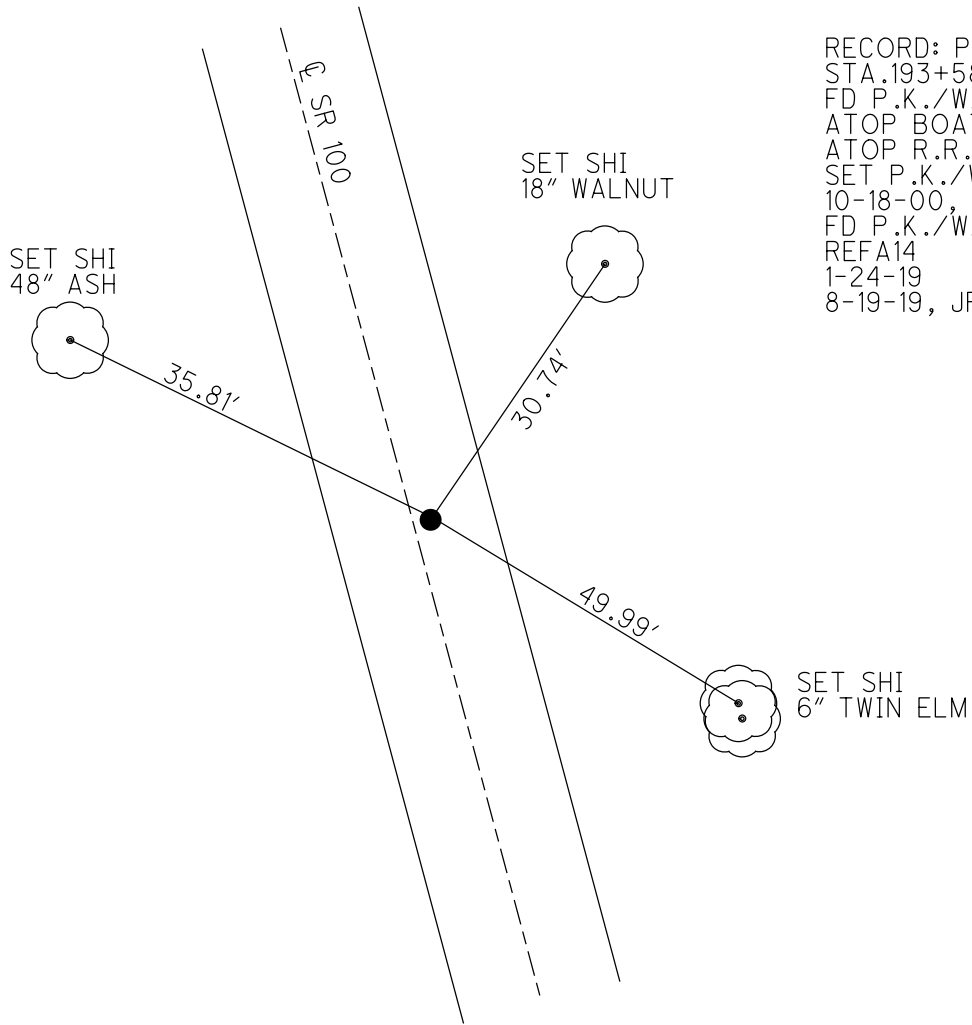 RECORD: P
STA.193+58
FD P.K./W
ATOP BOAT
ATOP R.R.
SET P.K./W
10-18-00,
FD P.K./W.
REFA14
1-24-19
8-19-19, JF
℄ SR 100
SET SHI
18" WALNUT
SET SHI
48" ASH
35.81'
30.74'
49.99'
SET SHI
6" TWIN ELM